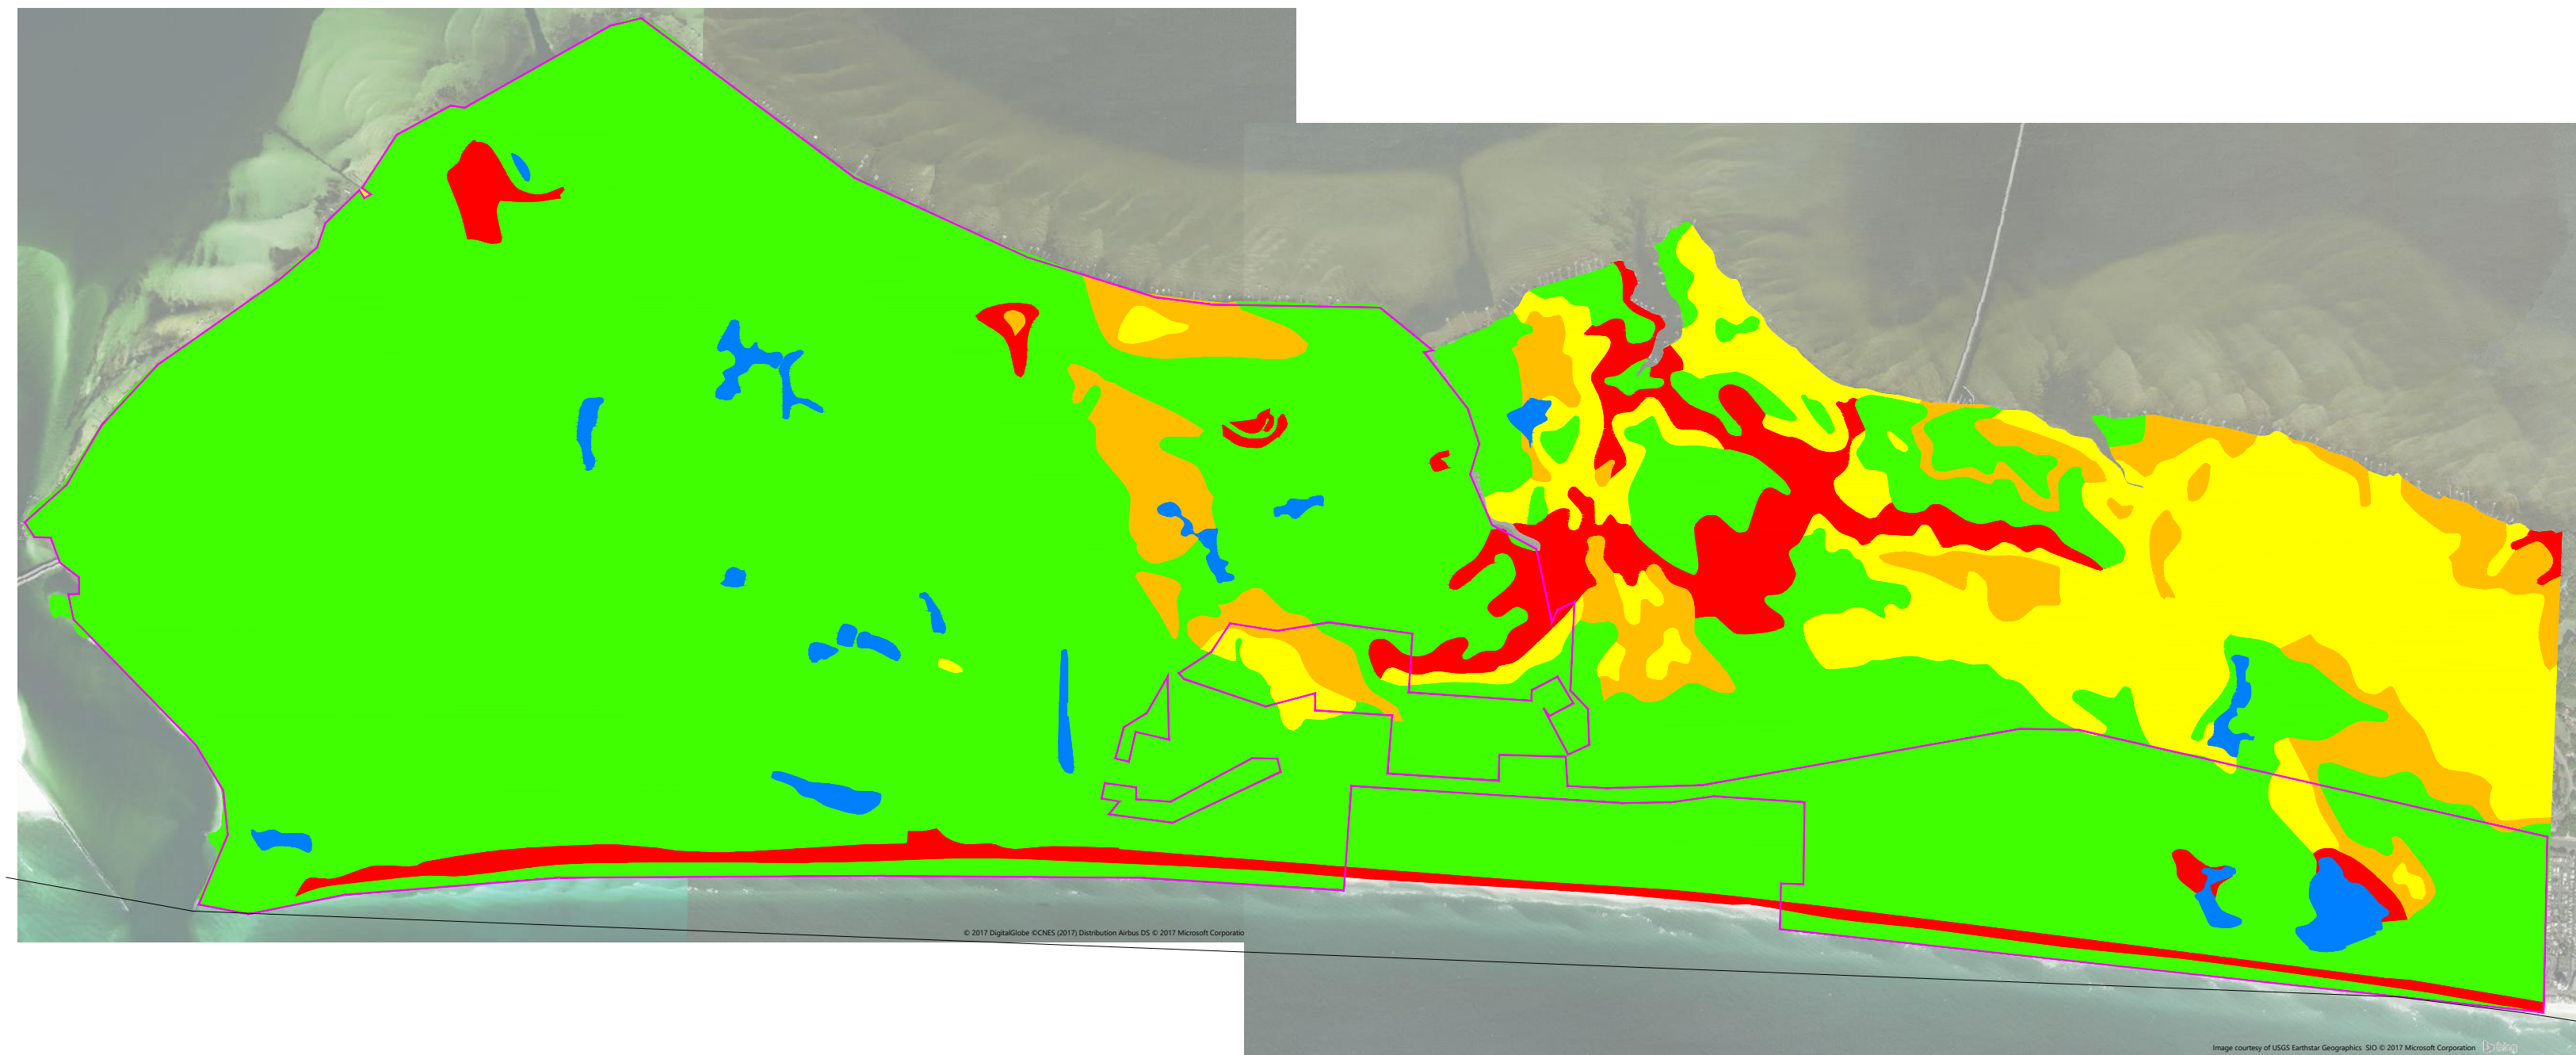 © 2017 DigitalGlobe ©CNES (2017) Distribution Airbus DS © 2017 Microsoft Corporatio
Image courtesy of USGS Earthstar Geographics SIO © 2017 Microsoft Corporation